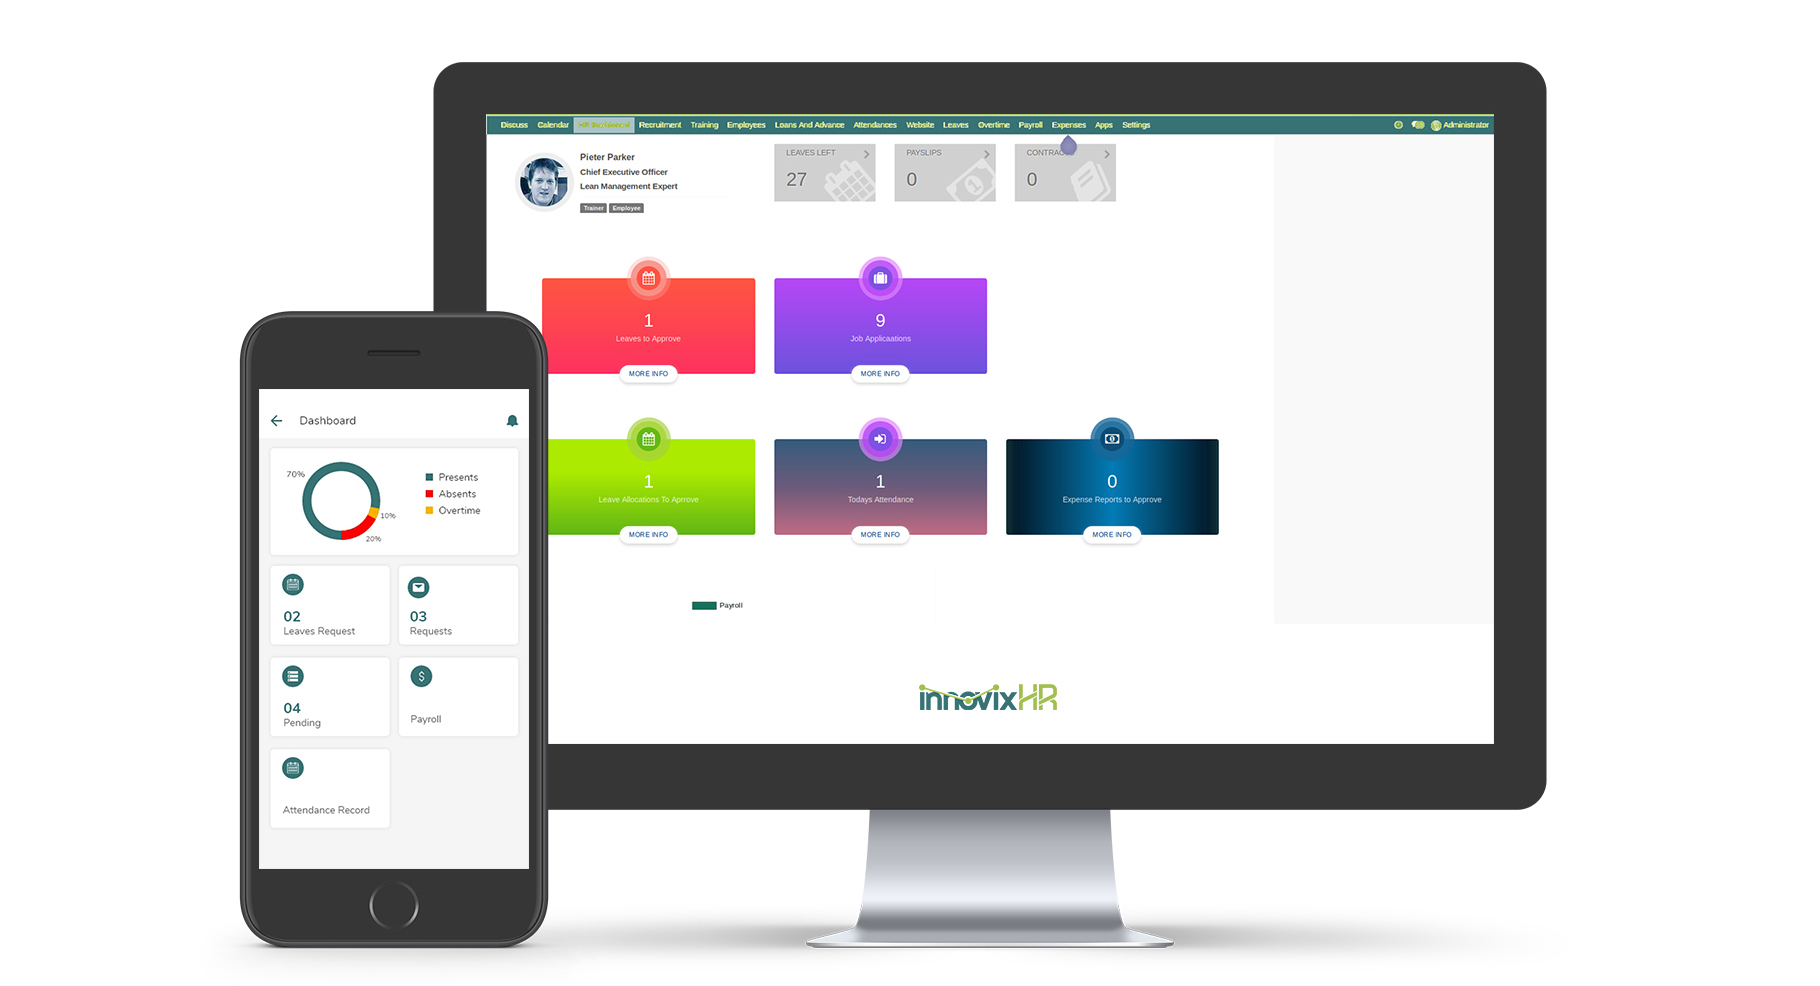 Discuss Calendar HR Dashboard Recruitment Training Employees Loans And Advance Attendances Website Leaves Overtime Payroll Expenses Apps Settings Administrator
Pieter Parker
Chief Executive Officer
Lean Management Expert
Trainer Employee
LEAVES LEFT
27
PAYSLIPS
0
CONTRAC
0
1
Leaves to Approve
MORE INFO
9
Job Applicaations
MORE INFO
1
Leave Allocations To Aprrove
MORE INFO
1
Todays Attendance
MORE INFO
0
Expense Reports to Approve
MORE INFO
Payroll
innovixHR
Dashboard
70%
10%
20%
Presents
Absents
Overtime
02
Leaves Request
03
Requests
04
Pending
Payroll
Attendance Record